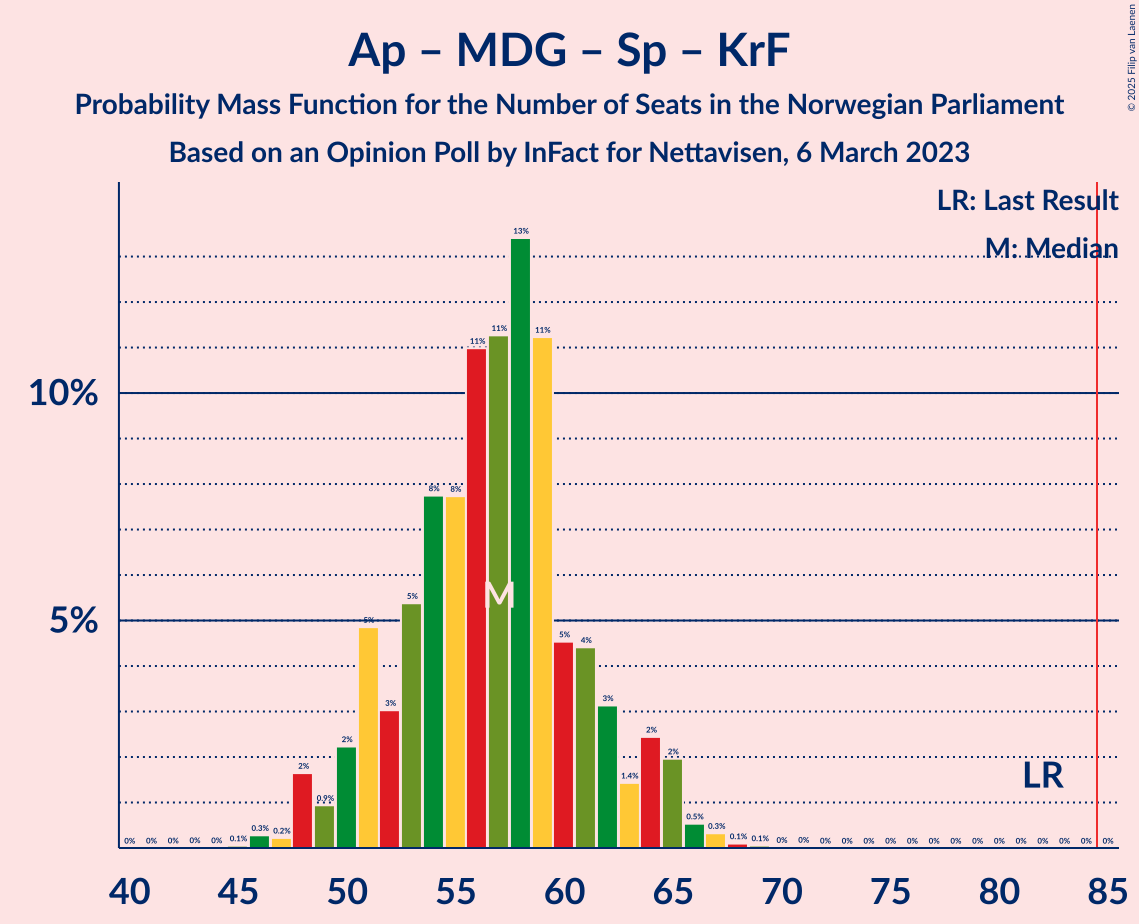 Ap – MDG – Sp – KrF
Probability Mass Function for the Number of Seats in the Norwegian Parliament
Based on an Opinion Poll by InFact for Nettavisen, 6 March 2023
© 2025 Filip van Laenen
LR: Last Result
M: Median
10%
5%
0% 0% 0% 0% 0% 0.1% 0.3% 0.2% 2% 0.9% 2% 5% 3% 5% 8% 8% 11% 11% 13% 11% 5% 4% 3% 1.4% 2% 2% 0.5% 0.3% 0.1% 0.1% 0% 0% 0% 0% 0% 0% 0% 0% 0% 0% 0% 0% 0% 0% 0% 0%
M
LR
40 45 50 55 60 65 70 75 80 85